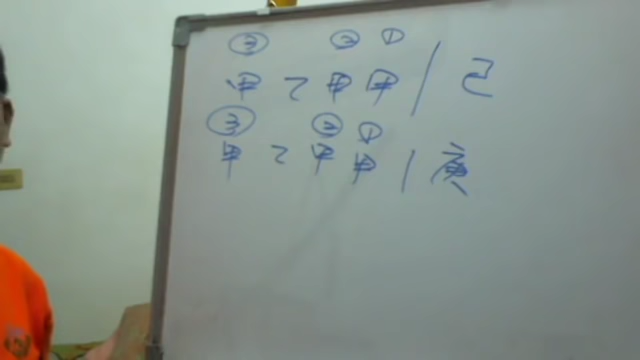 ③ ② ①
甲 乙 甲 甲 / 己
③ ② ①
甲 乙 甲 甲 / 庚